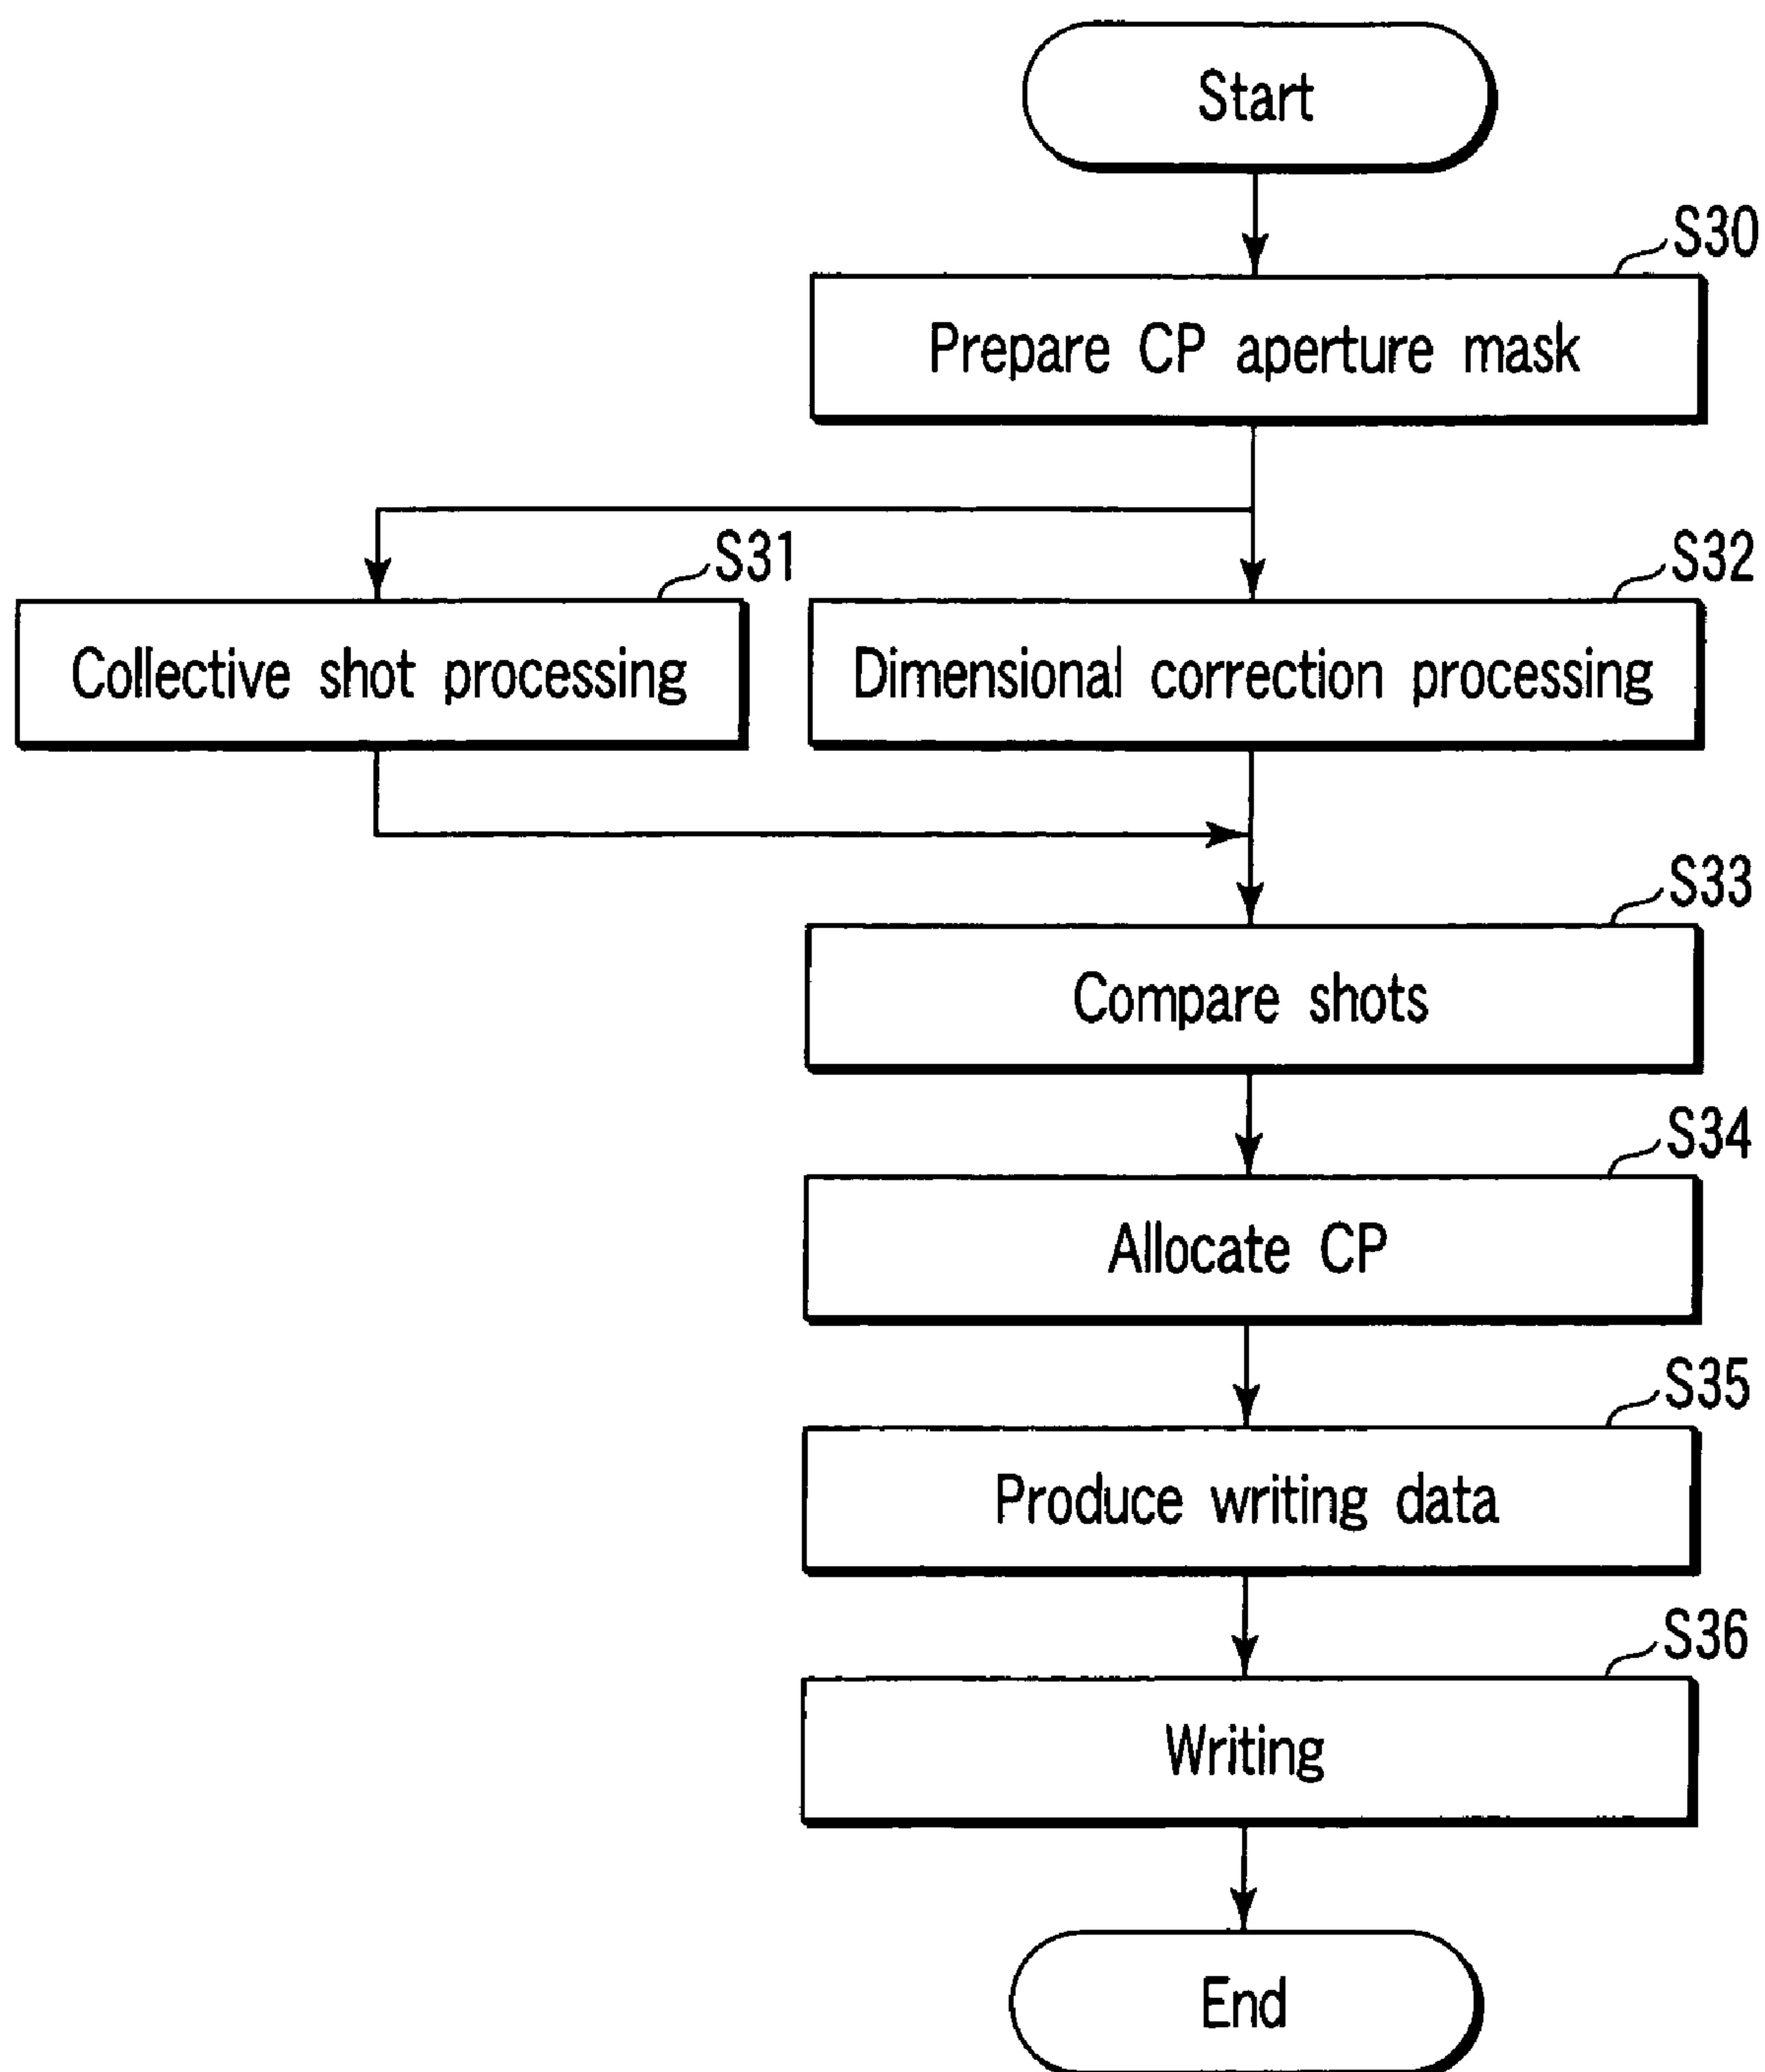 Start
S30
Prepare CP aperture mask
S31
S32
Collective shot processing
Dimensional correction processing
S33
Compare shots
S34
Allocate CP
S35
Produce writing data
S36
Writing
End